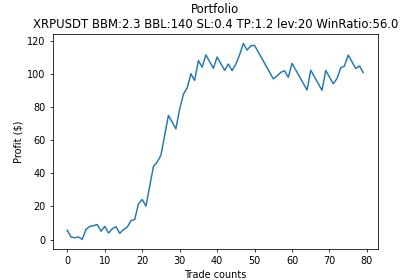 Portfolio
XRPUSDT BBM:2.3 BBL:140 SL:0.4 TP:1.2 lev:20 WinRatio:56.0
120
100
80
60
40
20
0
Profit ($)
0 10 20 30 40 50 60 70 80
Trade counts